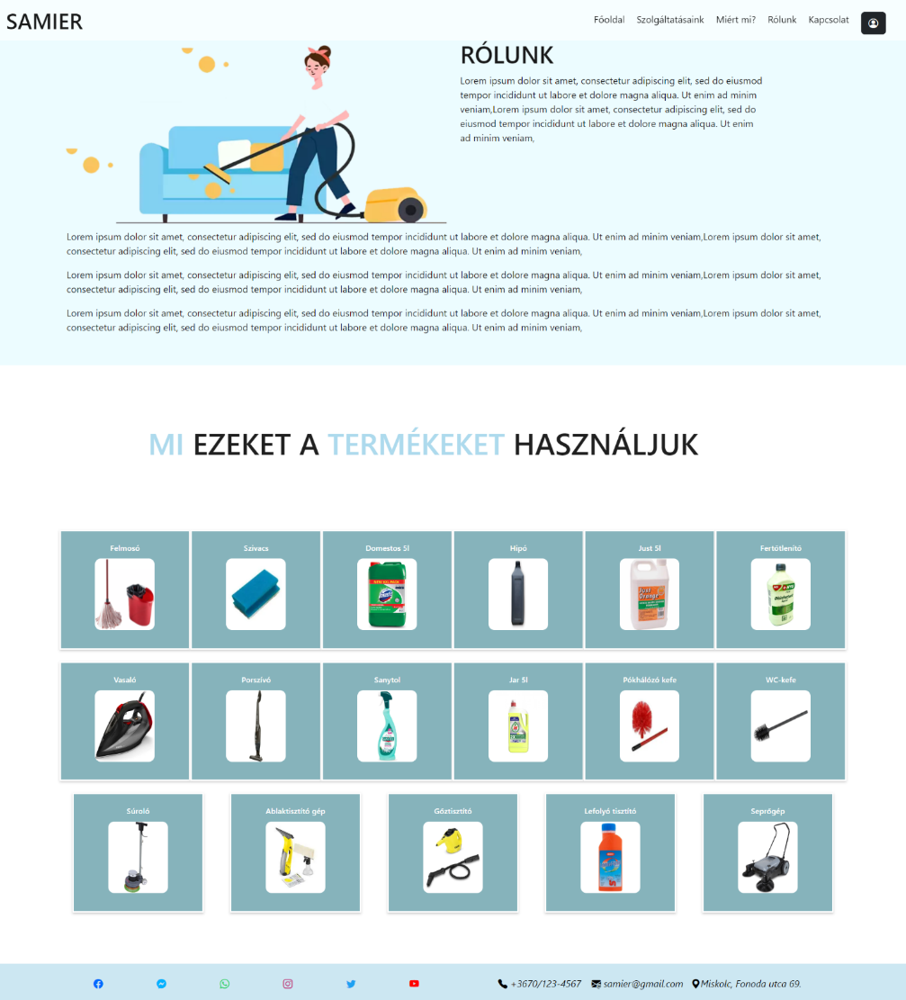 SAMIER
Főoldal Szolgáltatásaink Miért mi? Rólunk Kapcsolat
RÓLUNK
Lorem ipsum dolor sit amet, consectetur adipiscing elit, sed do eiusmod
tempor incididunt ut labore et dolore magna aliqua. Ut enim ad minim
veniam,Lorem ipsum dolor sit amet, consectetur adipiscing elit, sed do
eiusmod tempor incididunt ut labore et dolore magna aliqua. Ut enim
ad minim veniam,
Lorem ipsum dolor sit amet, consectetur adipiscing elit, sed do eiusmod tempor incididunt ut labore et dolore magna aliqua. Ut enim ad minim veniam,Lorem ipsum dolor sit amet,
consectetur adipiscing elit, sed do eiusmod tempor incididunt ut labore et dolore magna aliqua. Ut enim ad minim veniam,
Lorem ipsum dolor sit amet, consectetur adipiscing elit, sed do eiusmod tempor incididunt ut labore et dolore magna aliqua. Ut enim ad minim veniam,Lorem ipsum dolor sit amet,
consectetur adipiscing elit, sed do eiusmod tempor incididunt ut labore et dolore magna aliqua. Ut enim ad minim veniam,
Lorem ipsum dolor sit amet, consectetur adipiscing elit, sed do eiusmod tempor incididunt ut labore et dolore magna aliqua. Ut enim ad minim veniam,Lorem ipsum dolor sit amet,
consectetur adipiscing elit, sed do eiusmod tempor incididunt ut labore et dolore magna aliqua. Ut enim ad minim veniam,
MI EZEKET A TERMÉKEKET HASZNÁLJUK
Felmosó Szivacs Domestos 5l Hipó Just 5l Fertőtlenítő
Just
Orange
Vasaló Porszívó Sanytol Jar 5l Pókhálózó kefe WC-kefe
Súroló Ablaktisztító gép Gőztisztító Lefolyó tisztító Seprőgép
+3670/123-4567 samier@gmail.com Miskolc, Fonoda utca 69.